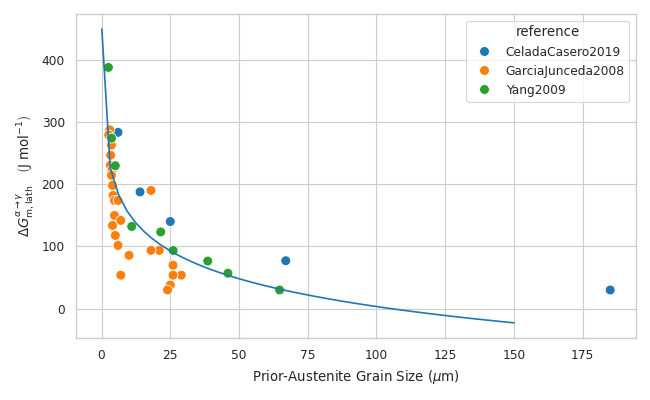 reference
CeladaCasero2019
GarciaJunceda2008
Yang2009
400
300
200
100
0
ΔG_{m,lath}^{α→γ} (J mol^{−1})
0 25 50 75 100 125 150 175
Prior-Austenite Grain Size (μm)